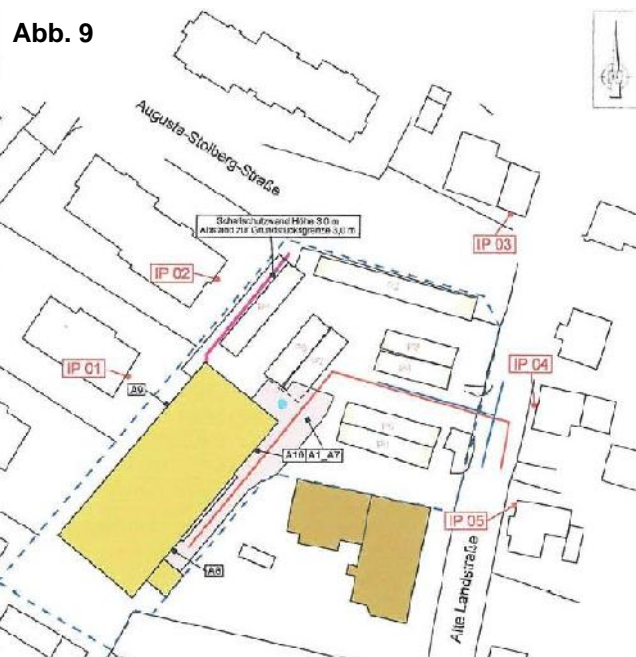 Abb. 9
Augusta-Stolberg-Straße
Schallschutzwand Höhe 3,0 m
Abstand zur Grundstücksgrenze 3,0 m
IP 03
IP 02
IP 01
IP 04
A9
A10
A1_A7
IP 05
A8
Alte Landstraße